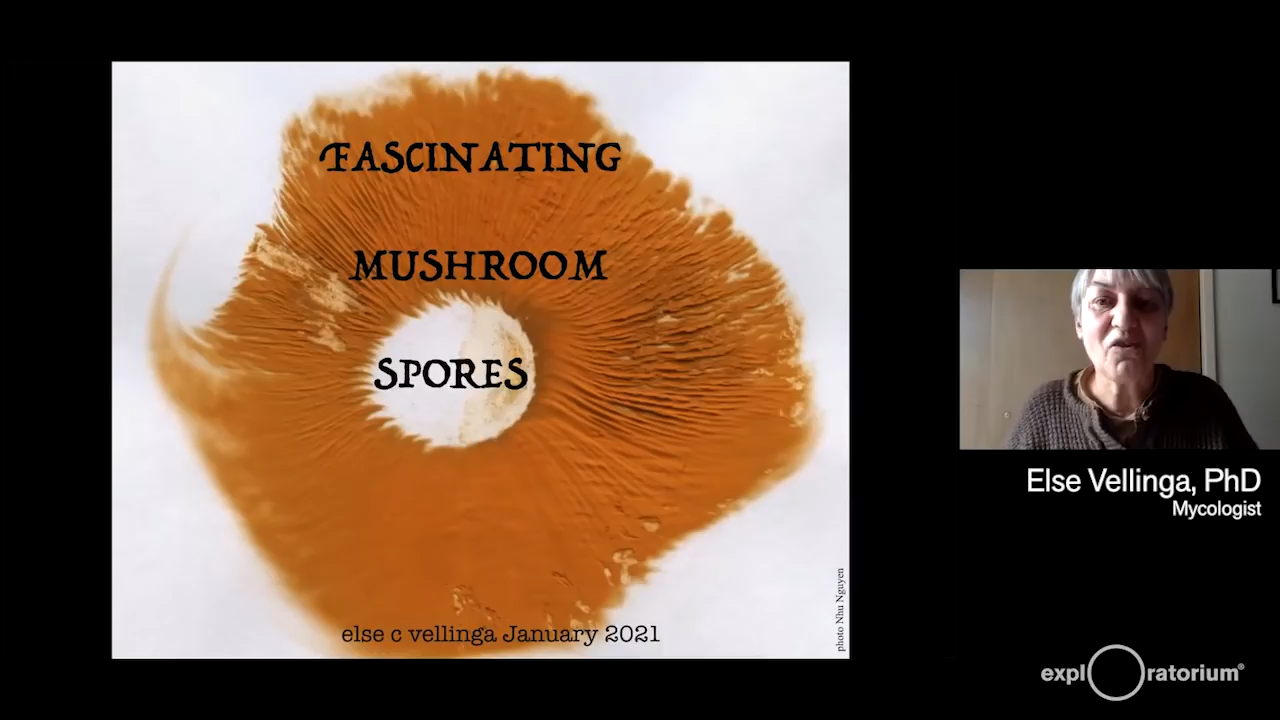 FASCINATING
MUSHROOM
SPORES
else c vellinga January 2021
photo Nhu Nguyen
Else Vellinga, PhD
Mycologist
exploratorium®